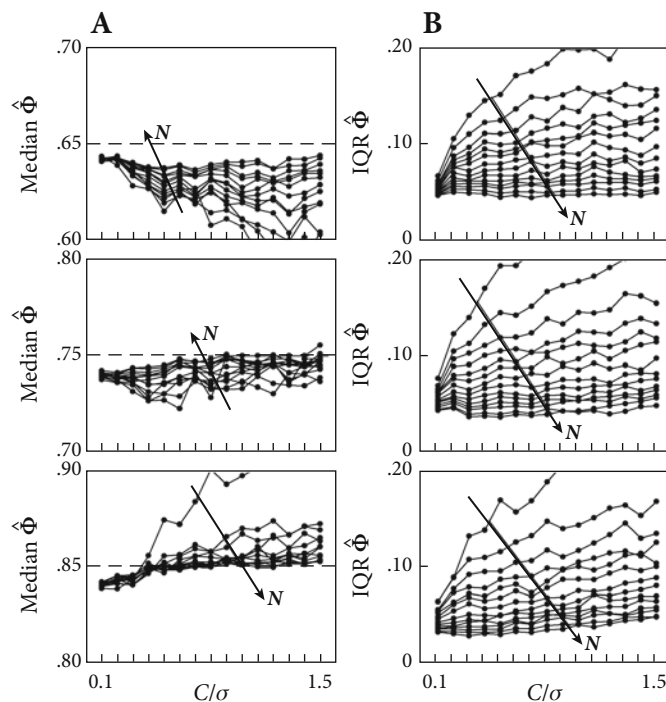 A
B
.70
Median Φ̂
.65
.60
N
.20
IQR Φ̂
.10
0
N
.80
Median Φ̂
.75
.70
N
.20
IQR Φ̂
.10
0
N
.90
Median Φ̂
.85
.80
N
0.1
C/σ
1.5
.20
IQR Φ̂
.10
0
N
0.1
C/σ
1.5